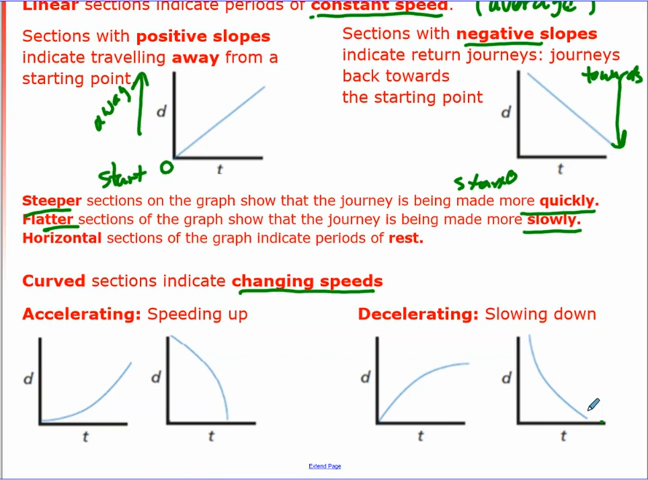 Linear sections indicate periods of constant speed. (average)
Sections with positive slopes
indicate travelling away from a
starting point
Sections with negative slopes
indicate return journeys: journeys
back towards
the starting point
away
d
t
start 0
towards
d
t
Steeper sections on the graph show that the journey is being made more quickly.
Flatter sections of the graph show that the journey is being made more slowly.
Horizontal sections of the graph indicate periods of rest.
Curved sections indicate changing speeds
Accelerating: Speeding up
Decelerating: Slowing down
d
t
d
t
d
t
d
t
Extend Page